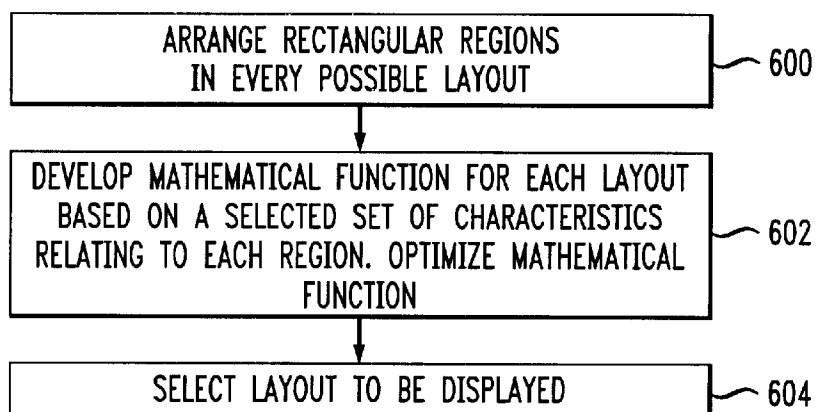 ARRANGE RECTANGULAR REGIONS
IN EVERY POSSIBLE LAYOUT
600
DEVELOP MATHEMATICAL FUNCTION FOR EACH LAYOUT
BASED ON A SELECTED SET OF CHARACTERISTICS
RELATING TO EACH REGION. OPTIMIZE MATHEMATICAL
FUNCTION
602
SELECT LAYOUT TO BE DISPLAYED
604